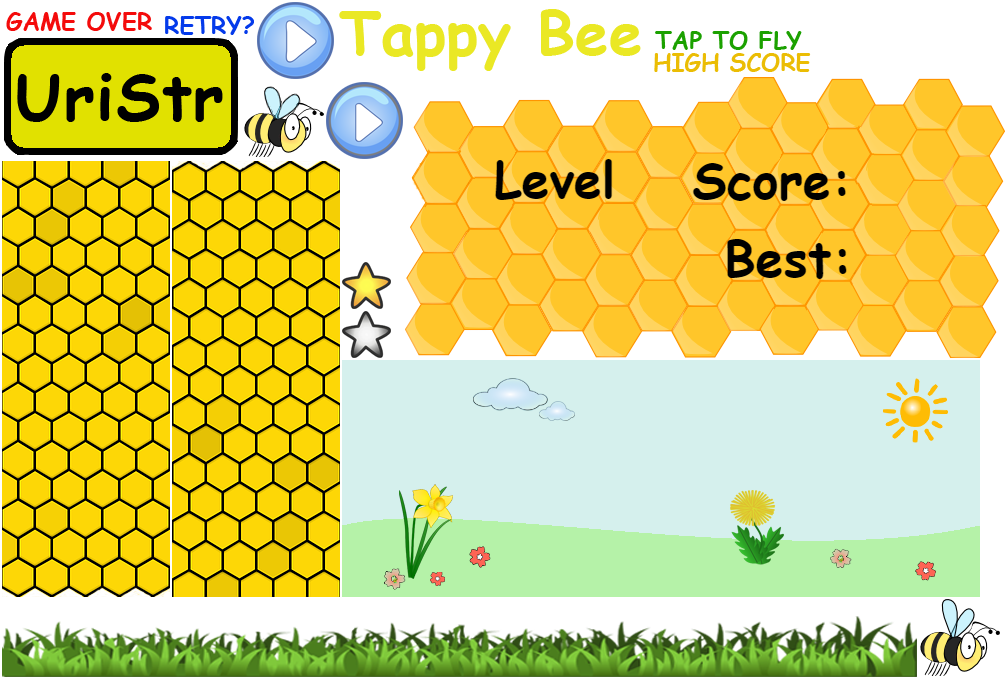 GAME OVER
RETRY?
Tappy Bee
TAP TO FLY
HIGH SCORE
UriStr
Level
Score:
Best: